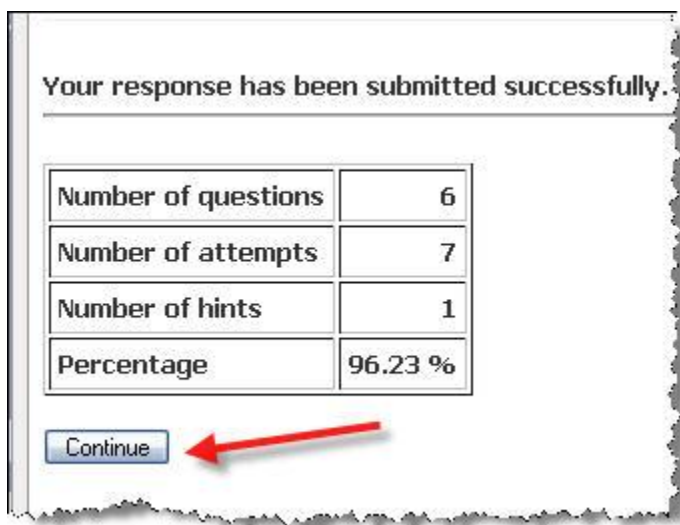 Your response has been submitted successfully.
Number of questions 6
Number of attempts 7
Number of hints 1
Percentage 96.23 %
Continue